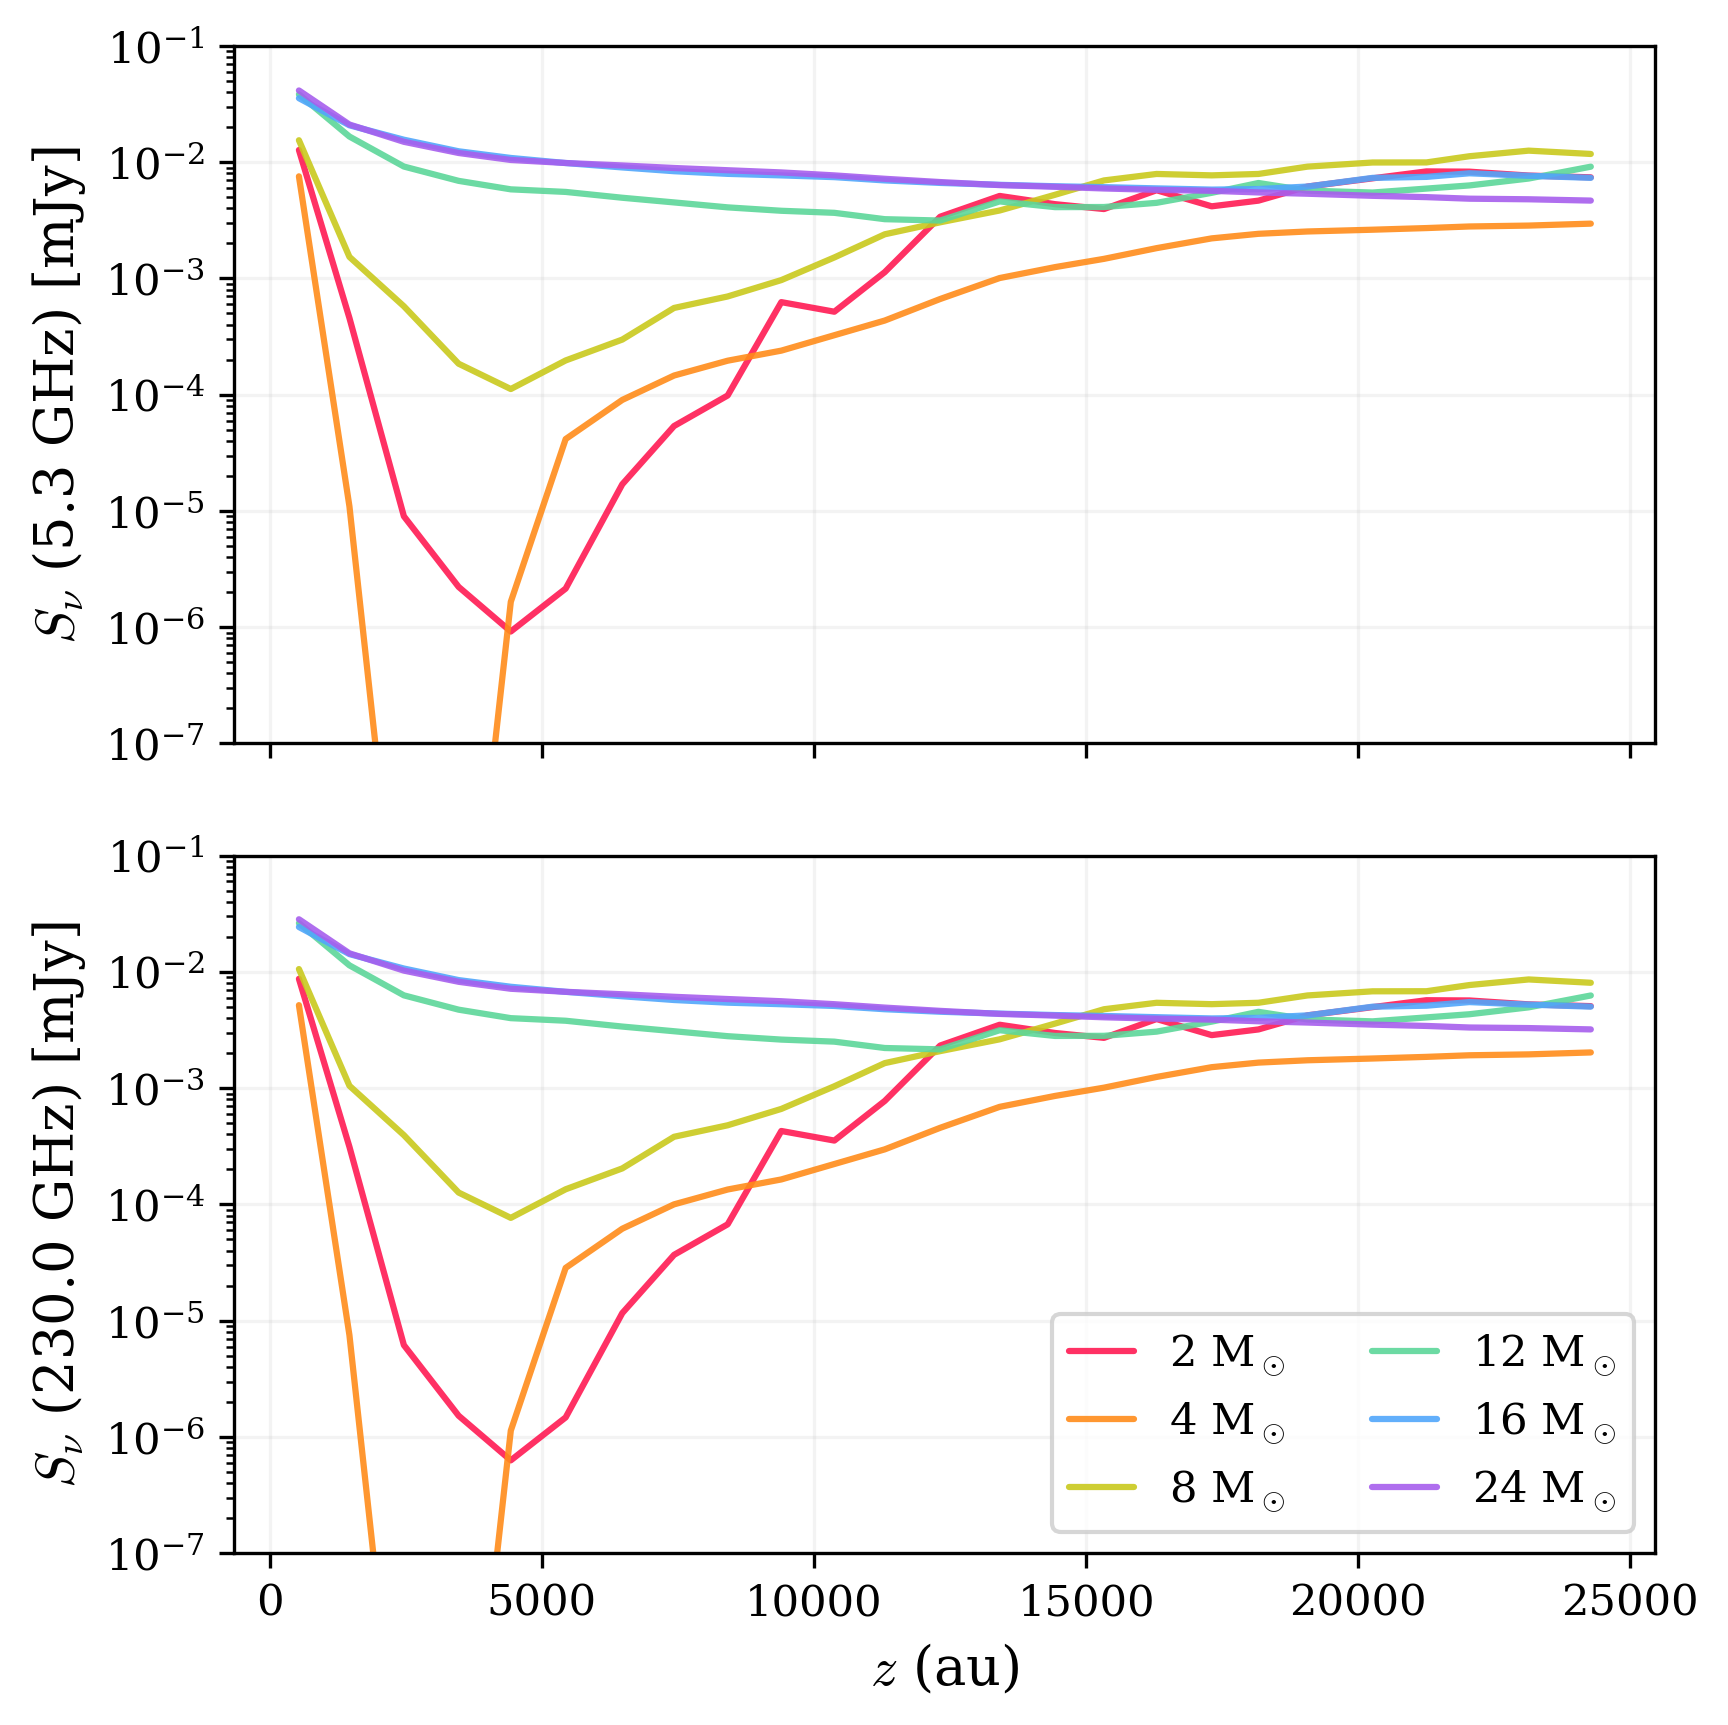 10⁻¹
10⁻²
10⁻³
10⁻⁴
10⁻⁵
10⁻⁶
10⁻⁷
S_ν (5.3 GHz) [mJy]
10⁻¹
10⁻²
10⁻³
10⁻⁴
10⁻⁵
10⁻⁶
10⁻⁷
S_ν (230.0 GHz) [mJy]
2 M⊙ 12 M⊙
4 M⊙ 16 M⊙
8 M⊙ 24 M⊙
0 5000 10000 15000 20000 25000
z (au)